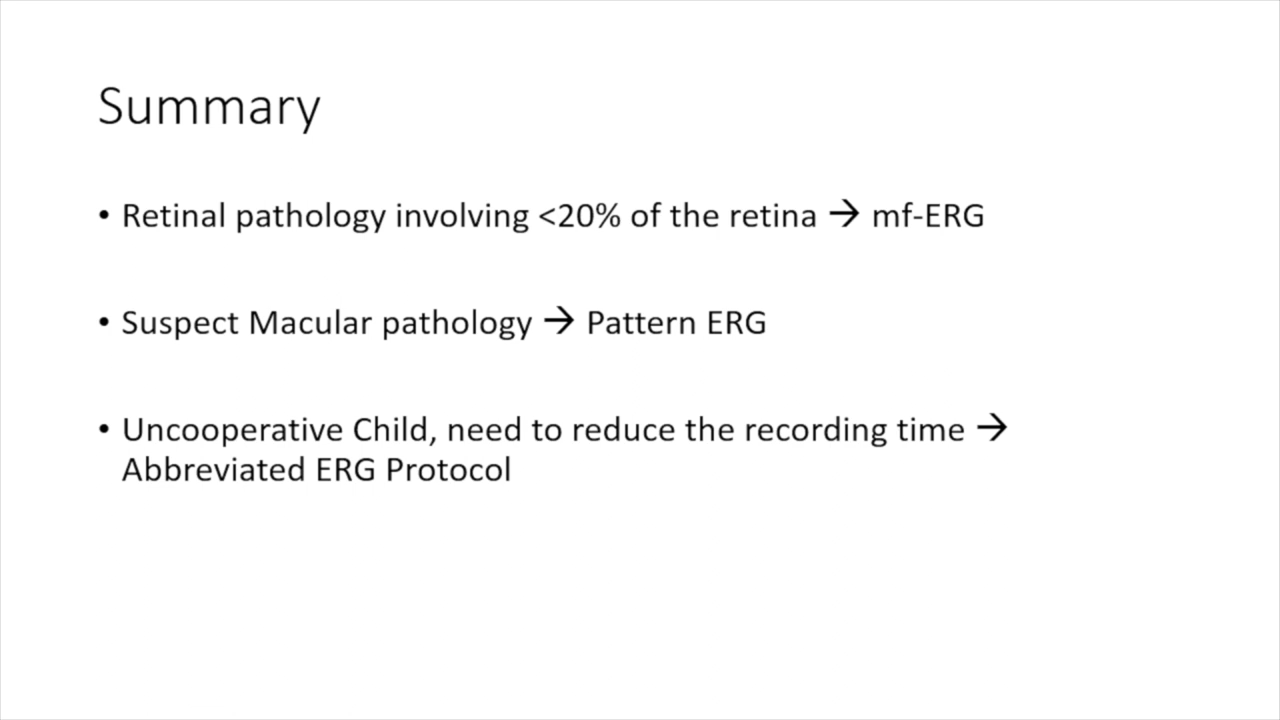 Summary
• Retinal pathology involving <20% of the retina → mf-ERG
• Suspect Macular pathology → Pattern ERG
• Uncooperative Child, need to reduce the recording time →
Abbreviated ERG Protocol